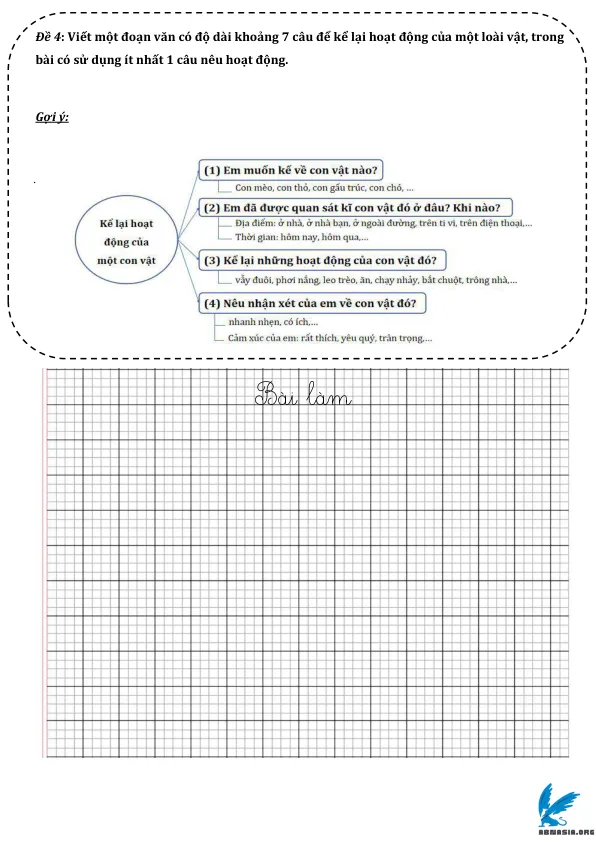 Đề 4: Viết một đoạn văn có độ dài khoảng 7 câu để kể lại hoạt động của một loài vật, trong
bài có sử dụng ít nhất 1 câu nêu hoạt động.
Gợi ý:
Kể lại hoạt
động của
một con vật
(1) Em muốn kể về con vật nào?
Con mèo, con thỏ, con gấu trúc, con chó, ...
(2) Em đã được quan sát kĩ con vật đó ở đâu? Khi nào?
Địa điểm: ở nhà, ở nhà bạn, ở ngoài đường, trên ti vi, trên điện thoại,...
Thời gian: hôm nay, hôm qua,...
(3) Kể lại những hoạt động của con vật đó?
vẫy đuôi, phơi nắng, leo trèo, ăn, chạy nhảy, bắt chuột, trông nhà,...
(4) Nêu nhận xét của em về con vật đó?
nhanh nhẹn, có ích,...
Cảm xúc của em: rất thích, yêu quý, trân trọng,...
Bài làm
ABNASIA.ORG